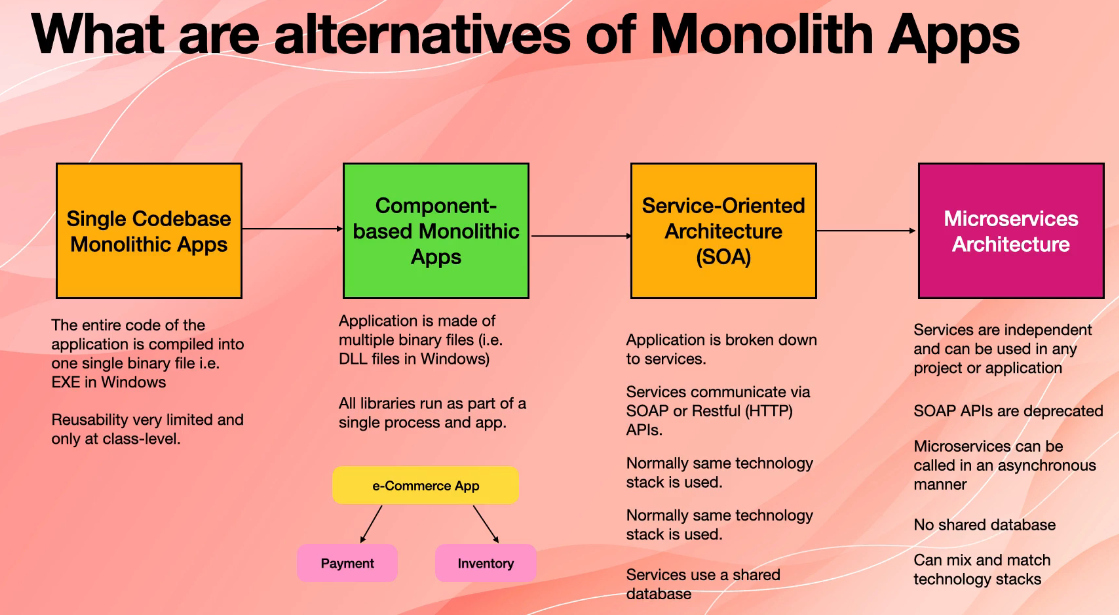 What are alternatives of Monolith Apps
Single Codebase
Monolithic Apps
The entire code of the
application is compiled into
one single binary file i.e.
EXE in Windows
Reusability very limited and
only at class-level.
Component-
based Monolithic
Apps
Application is made of
multiple binary files (i.e.
DLL files in Windows)
All libraries run as part of a
single process and app.
e-Commerce App
Payment
Inventory
Service-Oriented
Architecture
(SOA)
Application is broken down
to services.
Services communicate via
SOAP or Restful (HTTP)
APIs.
Normally same technology
stack is used.
Normally same technology
stack is used.
Services use a shared
database
Microservices
Architecture
Services are independent
and can be used in any
project or application
SOAP APIs are deprecated
Microservices can be
called in an asynchronous
manner
No shared database
Can mix and match
technology stacks